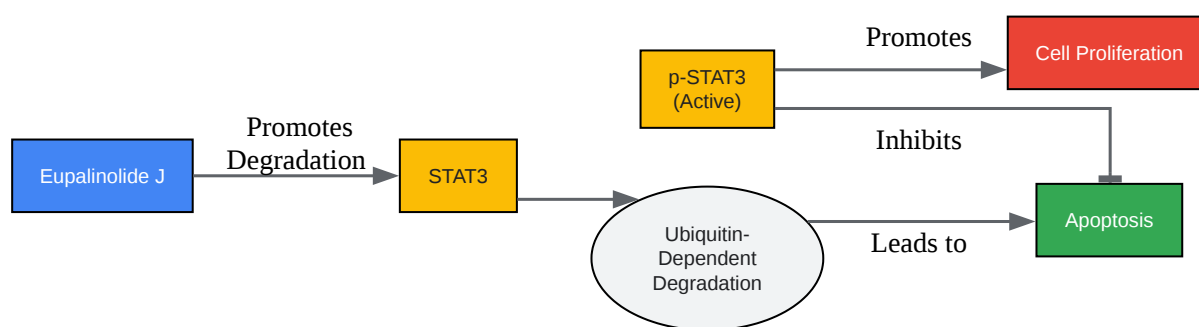 Promotes
Cell Proliferation
p-STAT3
(Active)
Inhibits
Promotes
Degradation
Eupalinolide J
STAT3
Ubiquitin-
Dependent
Degradation
Leads to
Apoptosis